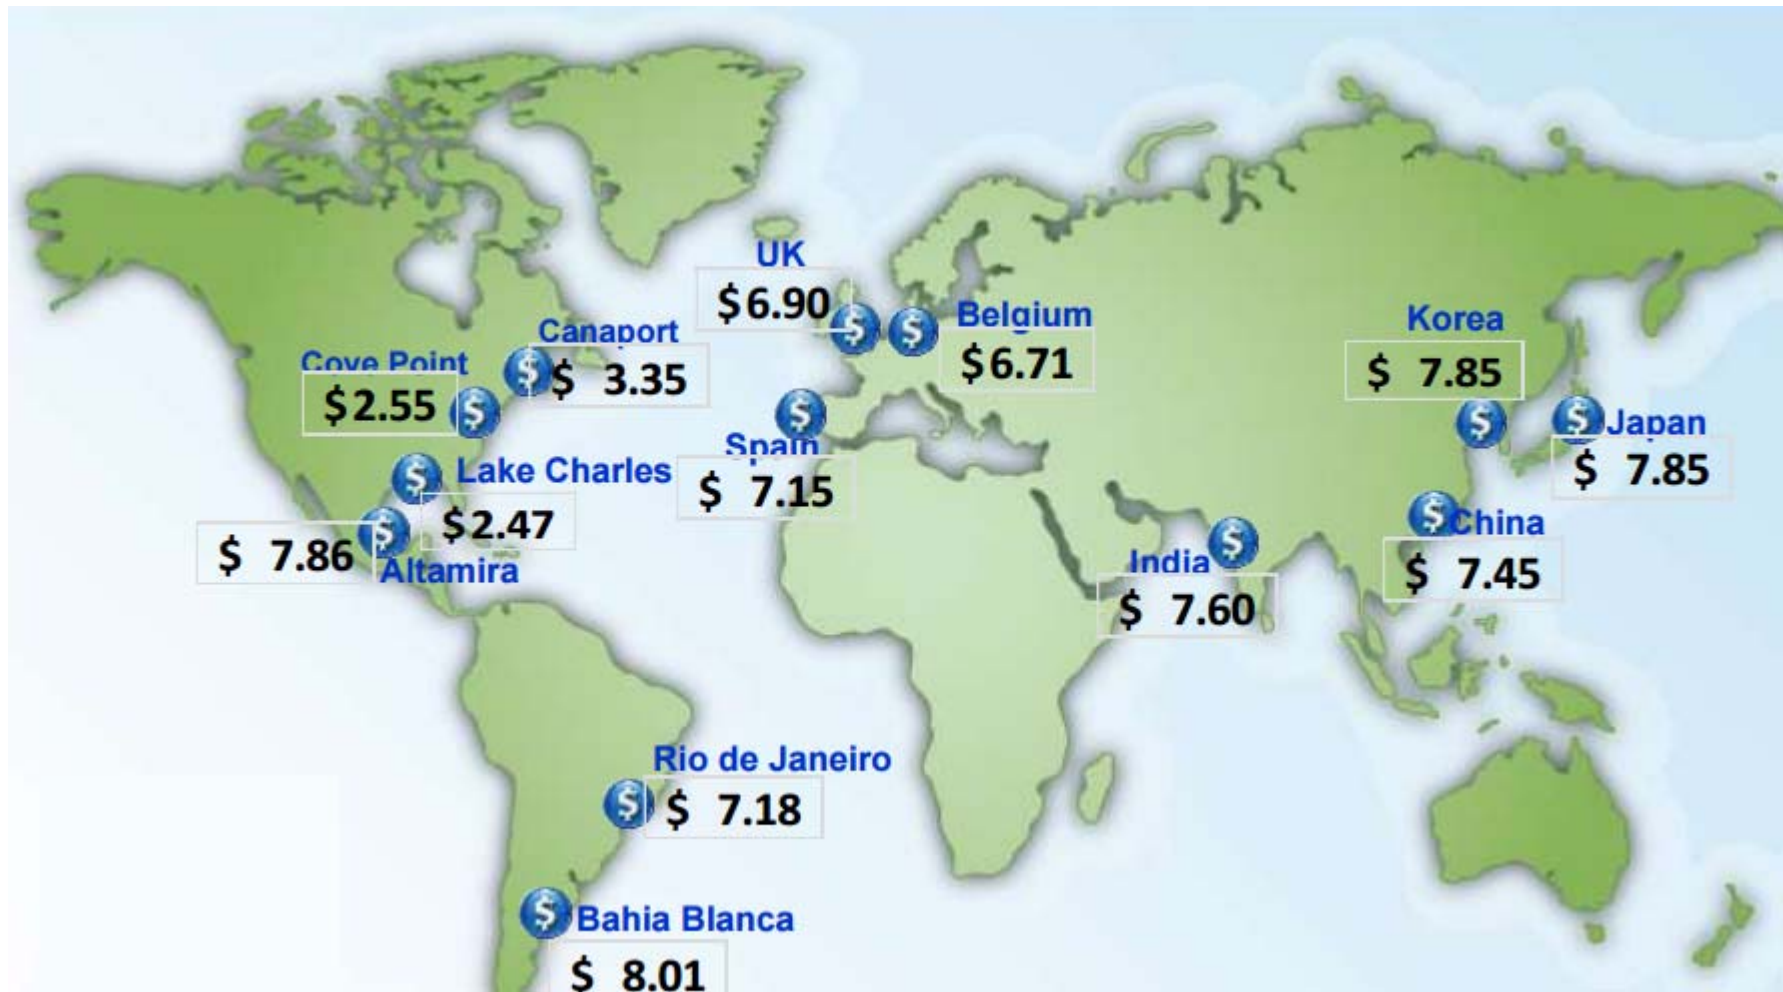 UK
$6.90
Belgium
$6.71
Korea
$ 7.85
Canaport
$ 3.35
Cove Point
$2.55
Japan
$ 7.85
Spain
$ 7.15
Lake Charles
$2.47
$ 7.86
Altamira
China
$ 7.45
India
$ 7.60
Rio de Janeiro
$ 7.18
Bahia Blanca
$ 8.01